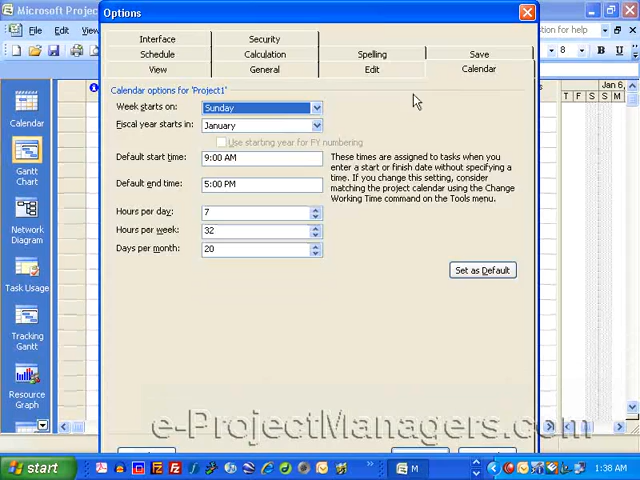 Microsoft Proj
Options
File
Edit
View
Interface
Security
Schedule
Calculation
Spelling
Save
View
General
Edit
Calendar
Calendar options for 'Project1'
Week starts on:
Sunday
Fiscal year starts in:
January
Use starting year for FY numbering
Default start time:
9:00 AM
These times are assigned to tasks when you
enter a start or finish date without specifying a
time. If you change this setting, consider
matching the project calendar using the Change
Working Time command on the Tools menu.
Default end time:
5:00 PM
Hours per day:
7
Hours per week:
32
Days per month:
20
Set as Default
Calendar
Gantt
Chart
Network
Diagram
Task Usage
Tracking
Gantt
Resource
Graph
8
B
U
Jan 6,
T F S S M
e-ProjectManagers.com
start
M
1:38 AM